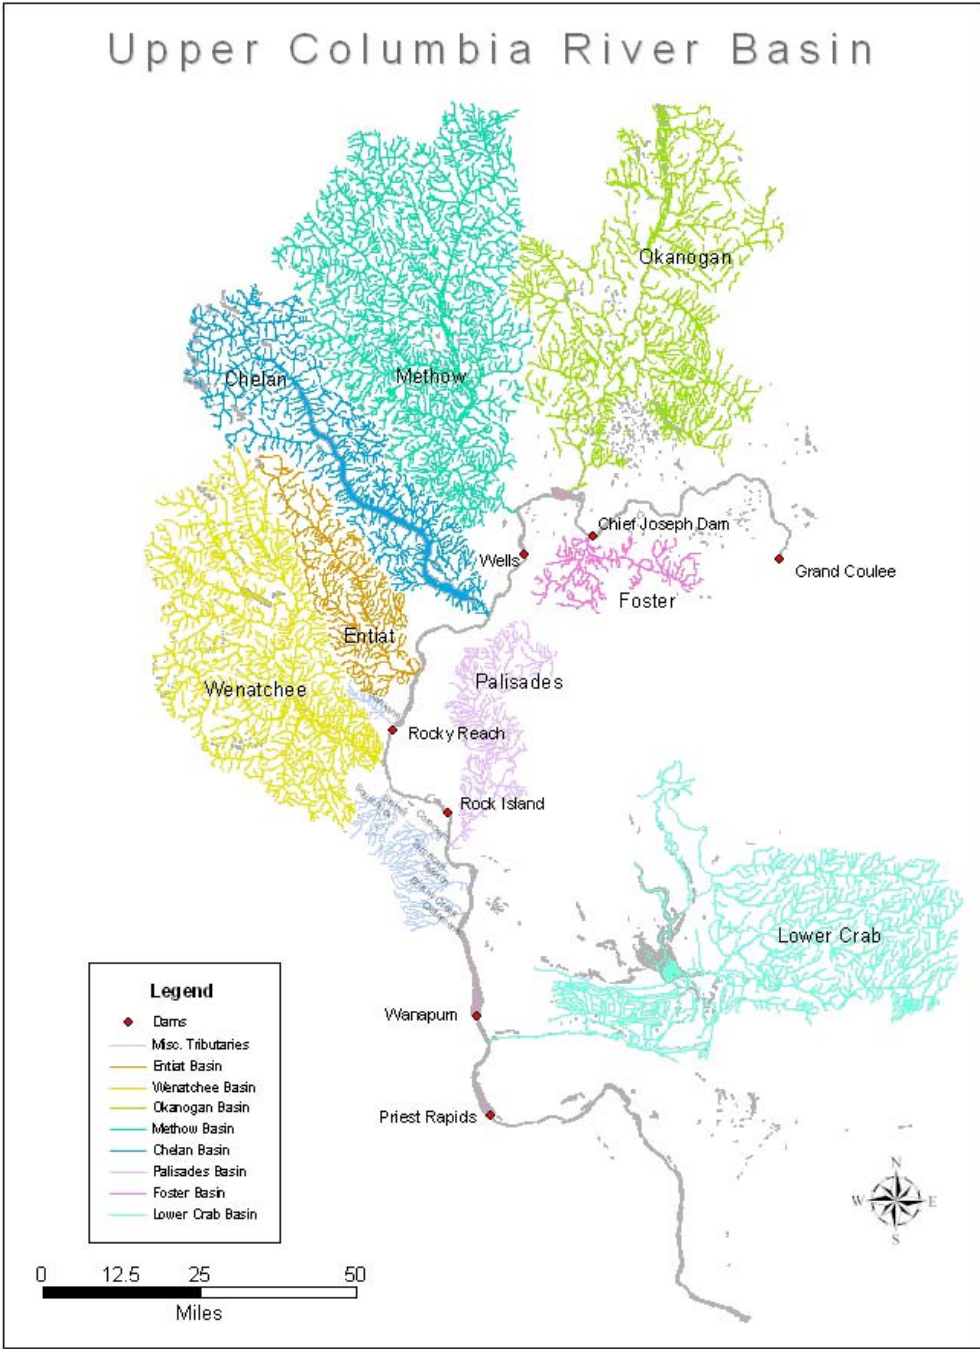 Upper Columbia River Basin
Okanogan
Chelan
Methow
Chief Joseph Dam
Wells
Grand Coulee
Foster
Entiat
Palisades
Wenatchee
Rocky Reach
Rock Island
Lower Crab
Wanapum
Priest Rapids
Legend
Dams
Misc. Tributaries
Entiat Basin
Wenatchee Basin
Okanogan Basin
Methow Basin
Chelan Basin
Palisades Basin
Foster Basin
Lower Crab Basin
N
W E
S
0 12.5 25 50
Miles